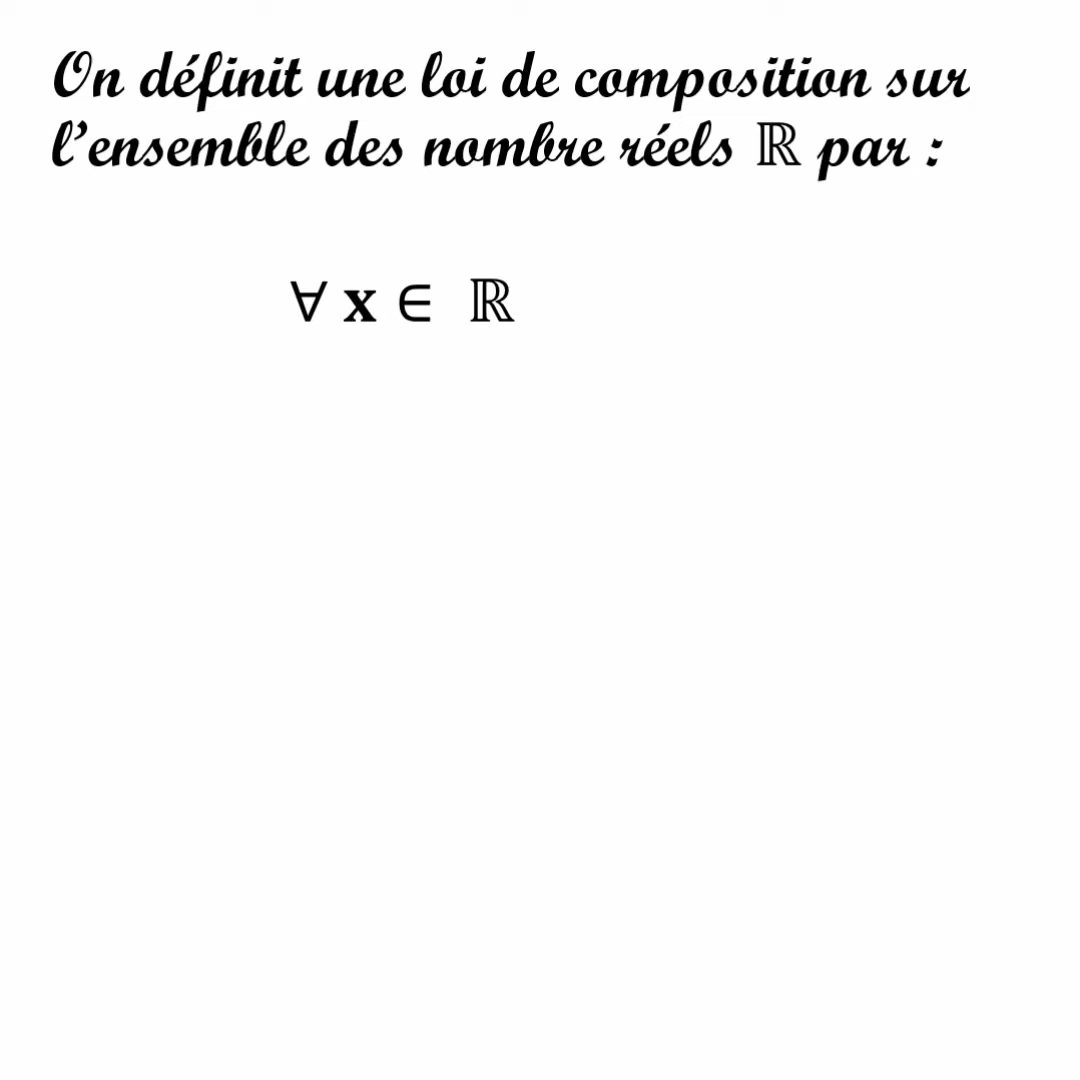 On définit une loi de composition sur
l’ensemble des nombre réels ℝ par :
∀ x ∈ ℝ